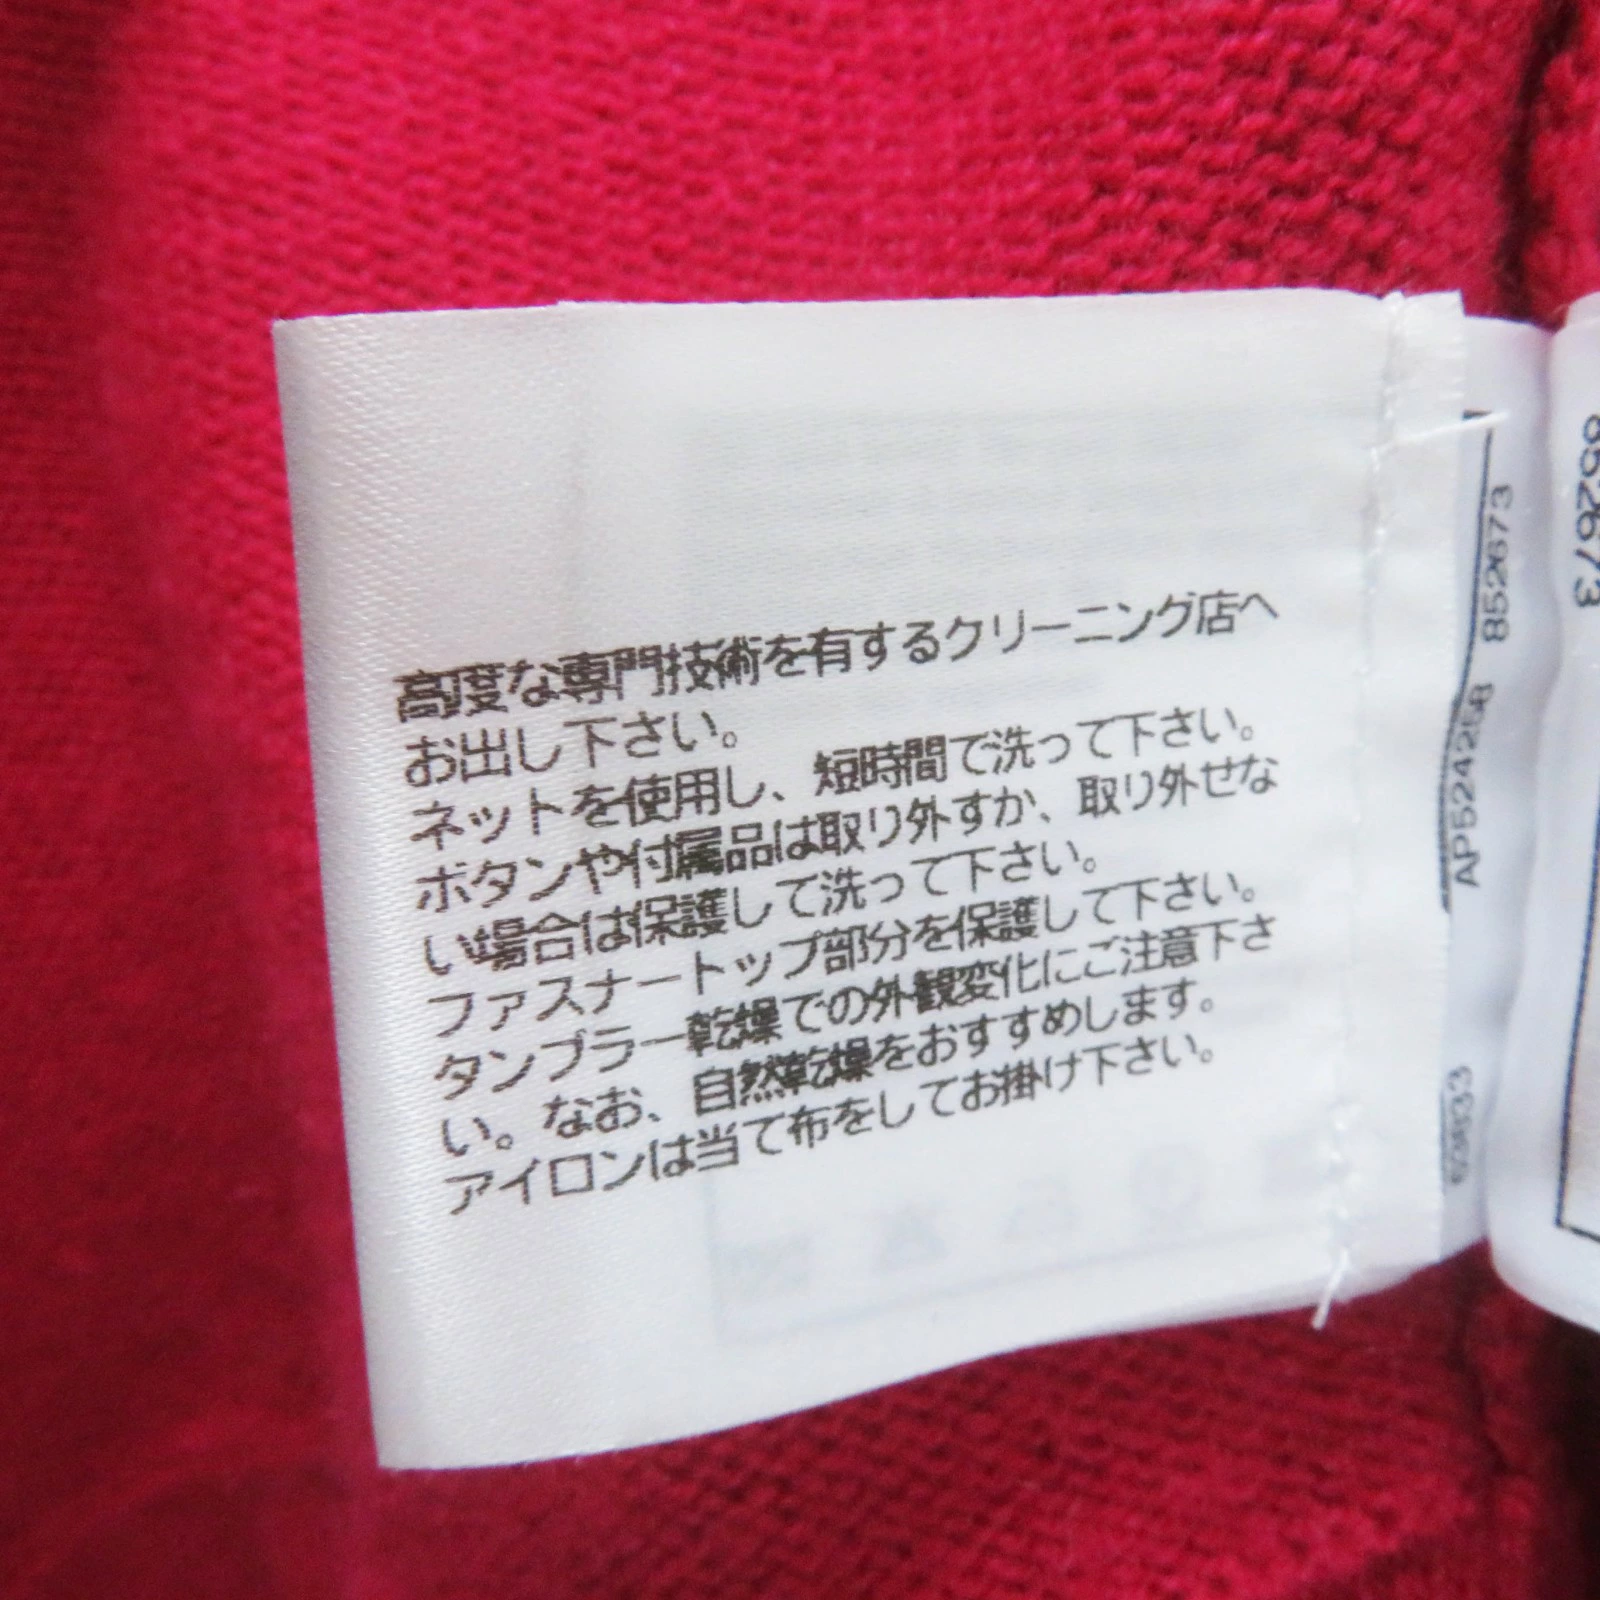 高度な専門技術を有するクリーニング店へ
お出し下さい。
ネットを使用し、短時間で洗って下さい。
ボタンや付属品は取り外すか、取り外せな
い場合は保護して洗って下さい。
ファスナートップ部分を保護して下さい。
タンブラー乾燥での外観変化にご注意下さ
い。なお、自然乾燥をおすすめします。
アイロンは当て布をしてお掛け下さい。
852673
852673